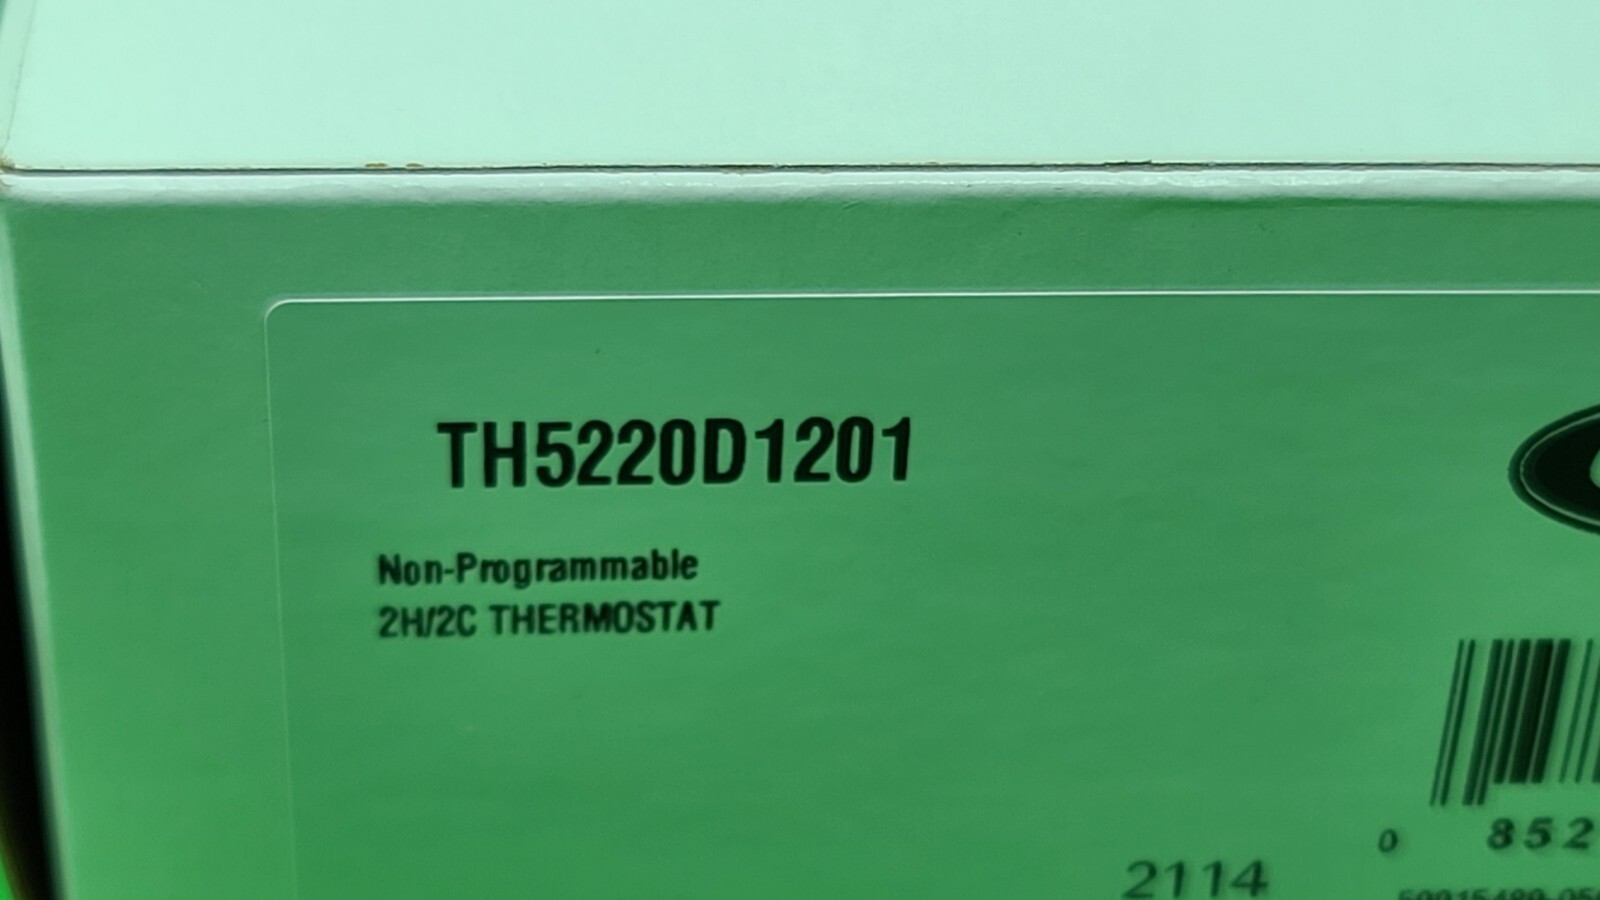 TH5220D1201
Non-Programmable
2H/2C THERMOSTAT
0 852
2114